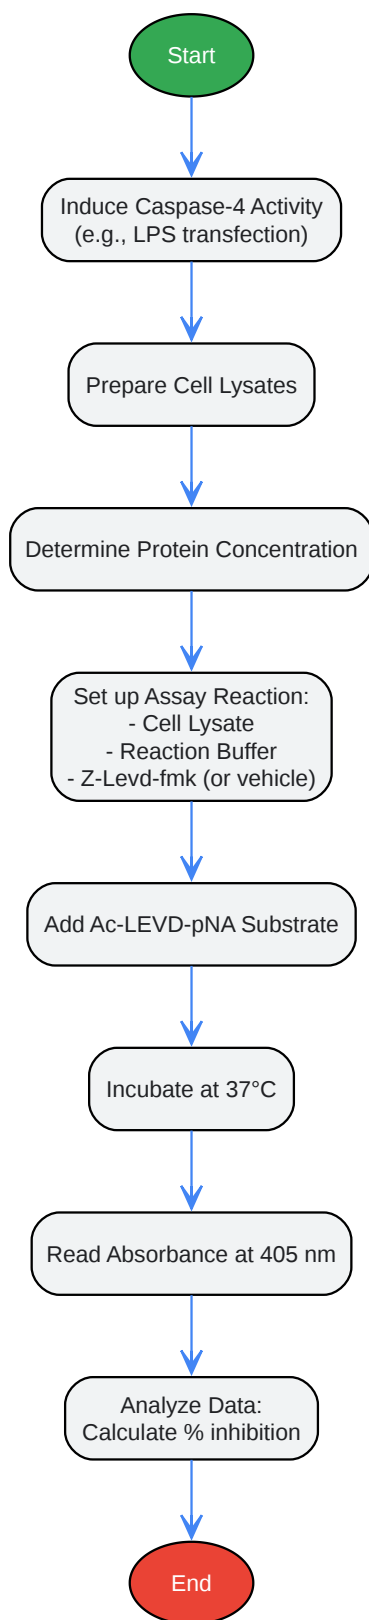 Start
Induce Caspase-4 Activity
(e.g., LPS transfection)
Prepare Cell Lysates
Determine Protein Concentration
Set up Assay Reaction:
- Cell Lysate
- Reaction Buffer
- Z-Levd-fmk (or vehicle)
Add Ac-LEVD-pNA Substrate
Incubate at 37°C
Read Absorbance at 405 nm
Analyze Data:
Calculate % inhibition
End